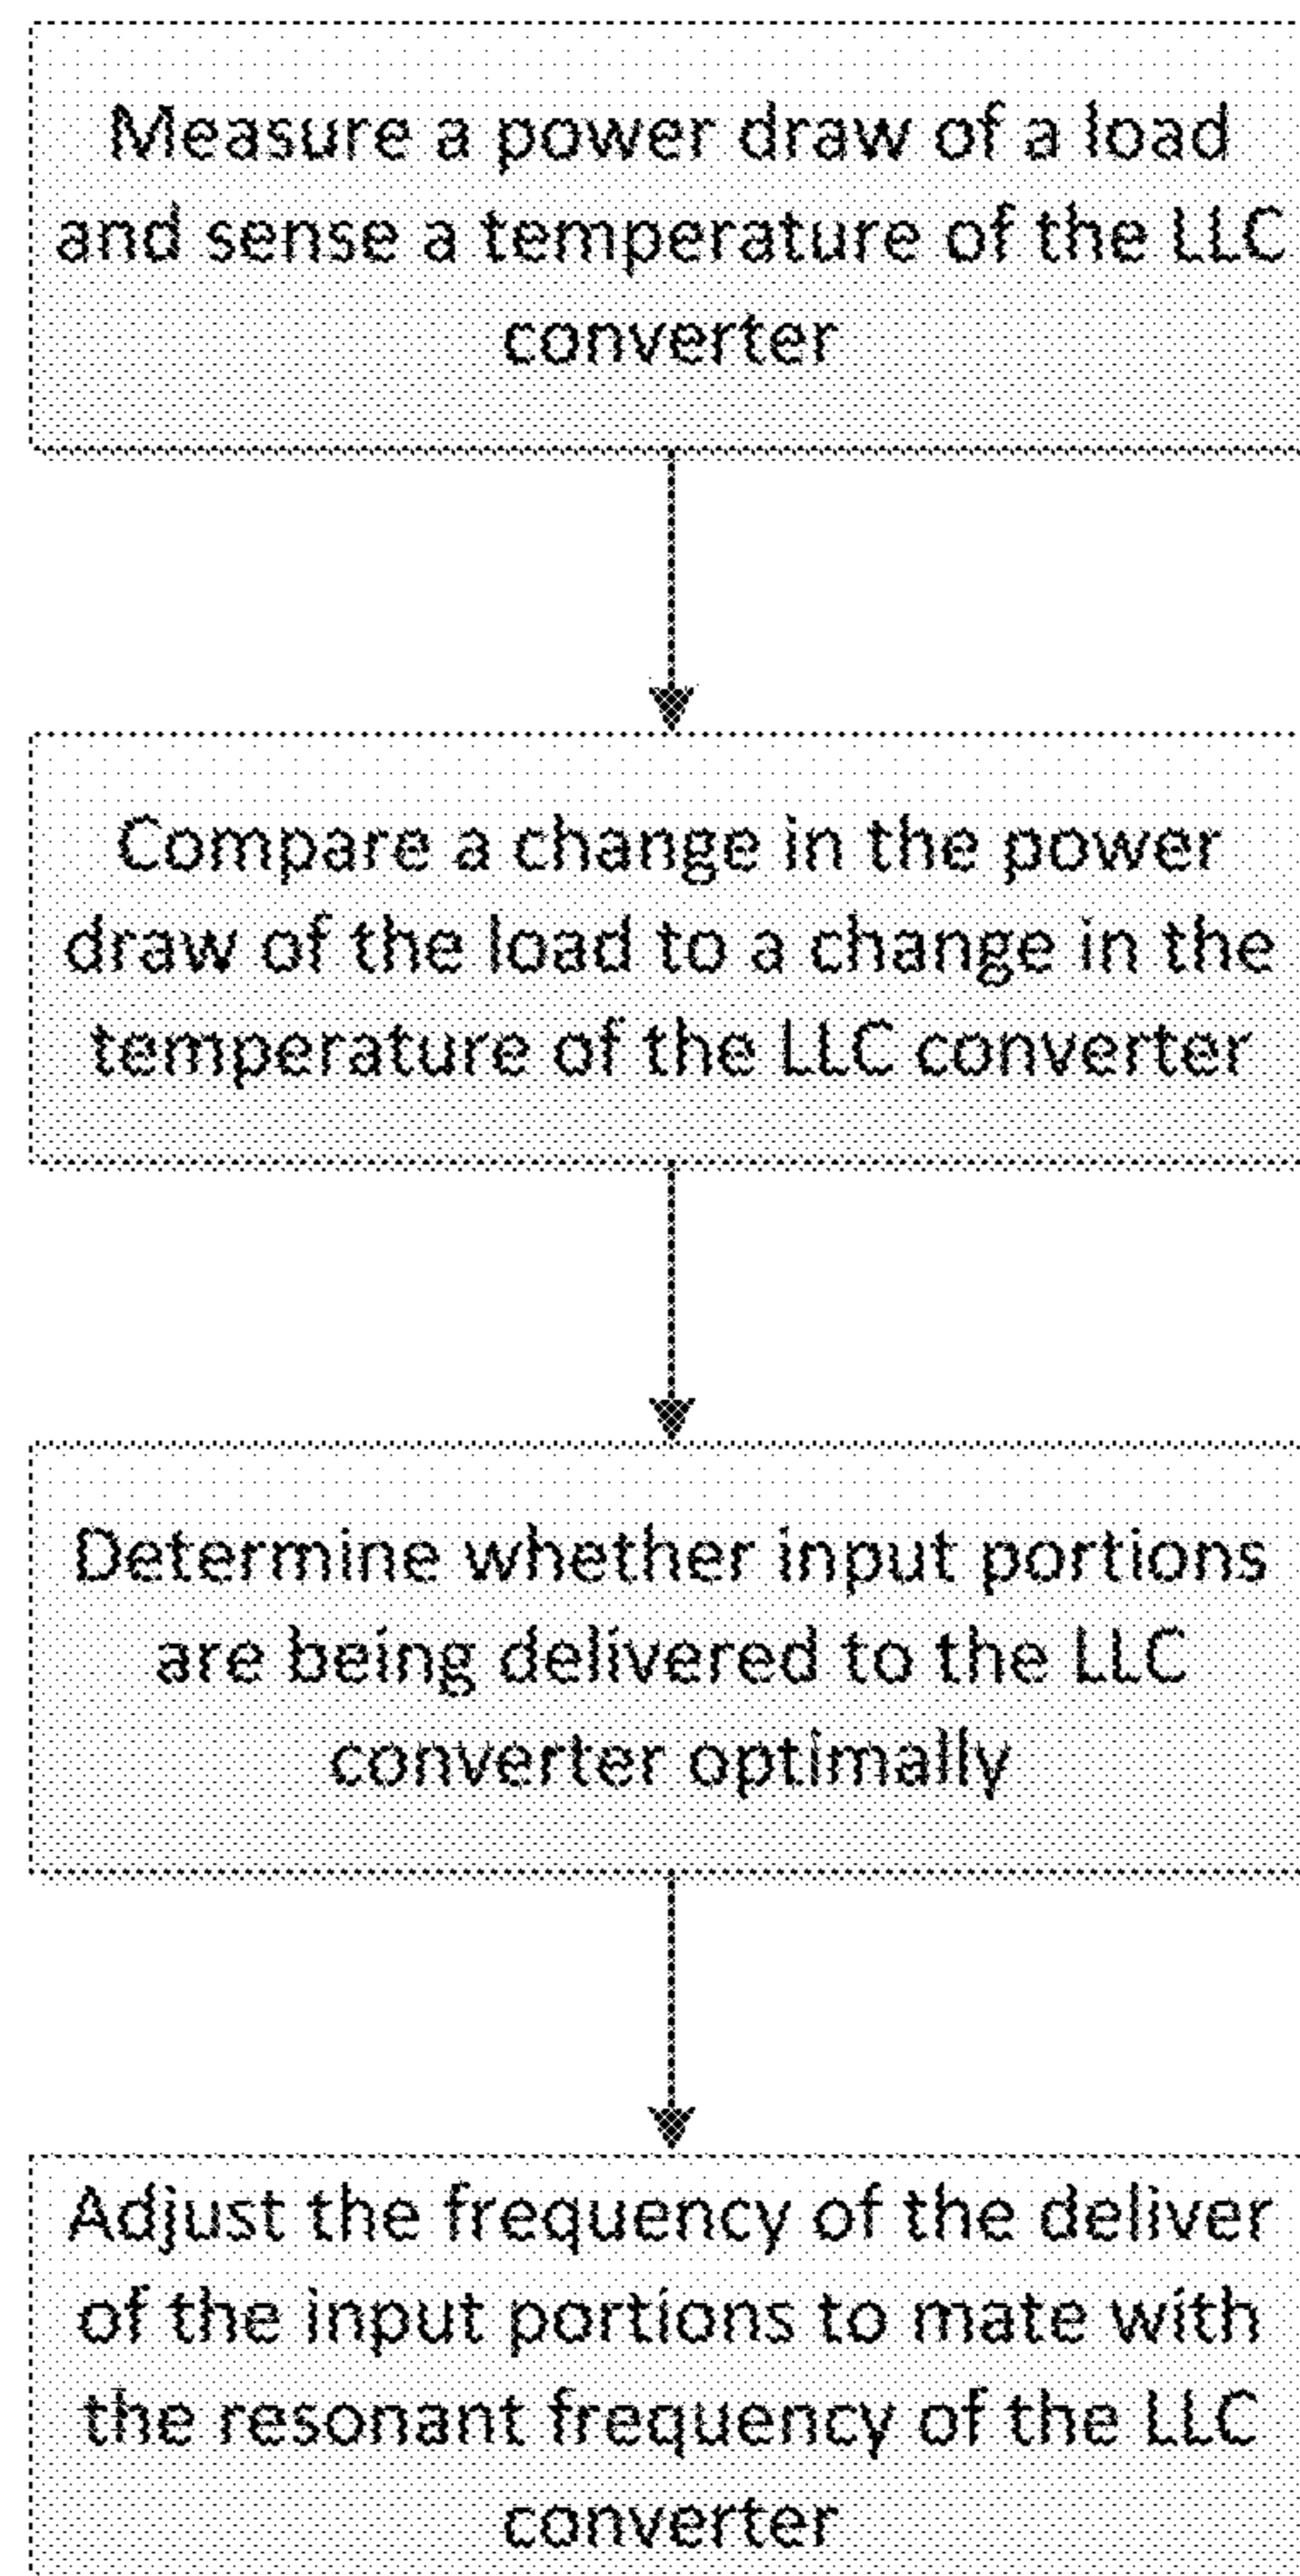 Measure a power draw of a load
and sense a temperature of the LLC
converter
Compare a change in the power
draw of the load to a change in the
temperature of the LLC converter
Determine whether input portions
are being delivered to the LLC
converter optimally
Adjust the frequency of the deliver
of the input portions to mate with
the resonant frequency of the LLC
converter